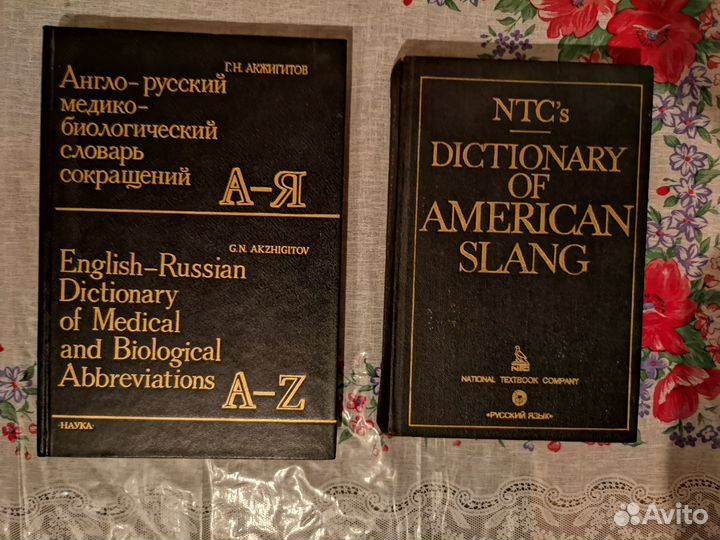 Г.Н. АКЖИГИТОВ
Англо-русский
медико-
биологический
словарь
сокращений
А-Я
G.N. AKZHIGITOV
English-Russian
Dictionary
of Medical
and Biological
Abbreviations
A-Z
·НАУКА·
NTC's
DICTIONARY
OF
AMERICAN
SLANG
NTC
NATIONAL TEXTBOOK COMPANY
«РУССКИЙ ЯЗЫК»
Avito